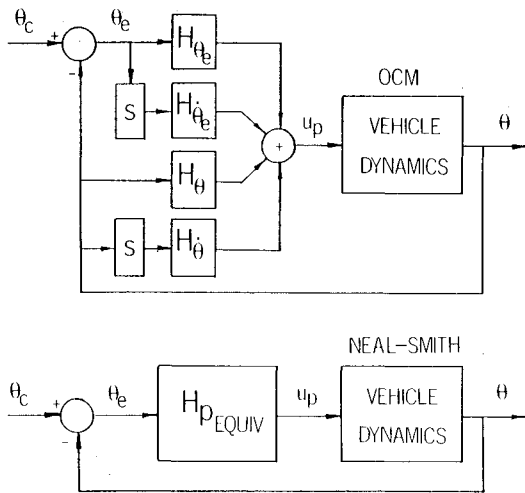 θc + θe Hθe
-
S Hθ̇e
OCM
+ up VEHICLE DYNAMICS θ
Hθ
S Hθ̇
NEAL-SMITH
θc + θe HpEQUIV up VEHICLE DYNAMICS θ
-